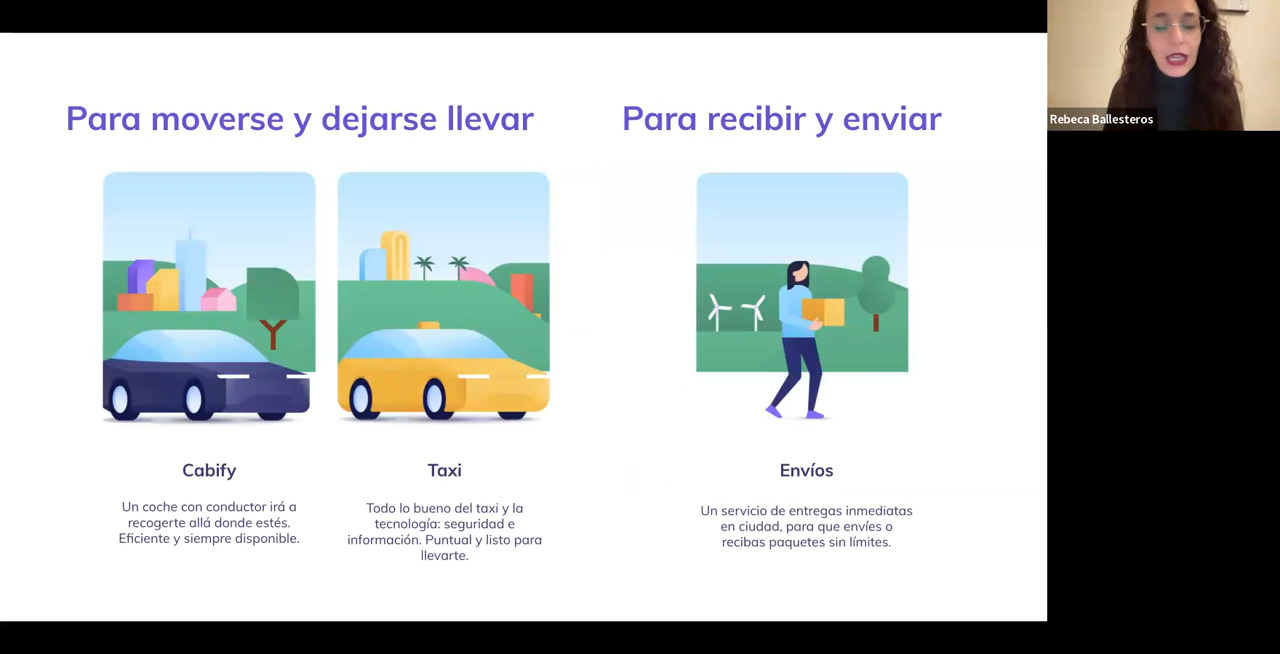 Para moverse y dejarse llevar
Para recibir y enviar
Rebeca Ballesteros
Cabify
Un coche con conductor irá a
recogerte allá donde estés.
Eficiente y siempre disponible.
Taxi
Todo lo bueno del taxi y la
tecnología: seguridad e
información. Puntual y listo para
llevarte.
Envíos
Un servicio de entregas inmediatas
en ciudad, para que envíes o
recibas paquetes sin límites.